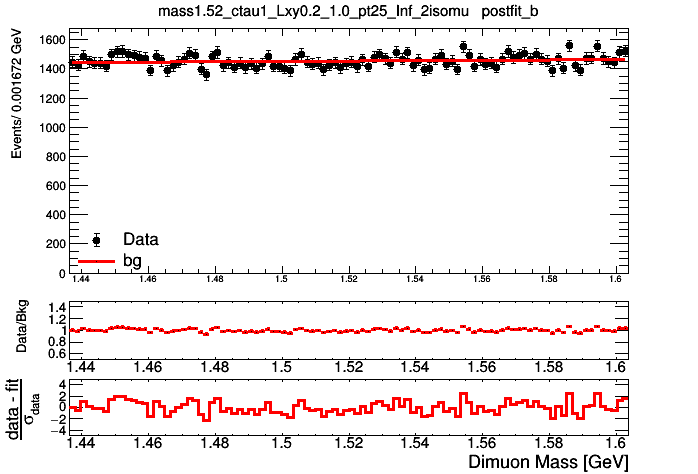 mass1.52_ctau1_Lxy0.2_1.0_pt25_Inf_2isomu postfit_b
Events/ 0.001672 GeV
1600
1400
1200
1000
800
600
400
200
0
Data
bg
1.44 1.46 1.48 1.5 1.52 1.54 1.56 1.58 1.6
Data/Bkg
1.4
1.2
1
0.8
0.6
1.44 1.46 1.48 1.5 1.52 1.54 1.56 1.58 1.6
data - fit
σdata
4
2
0
−2
−4
1.44 1.46 1.48 1.5 1.52 1.54 1.56 1.58 1.6
Dimuon Mass [GeV]